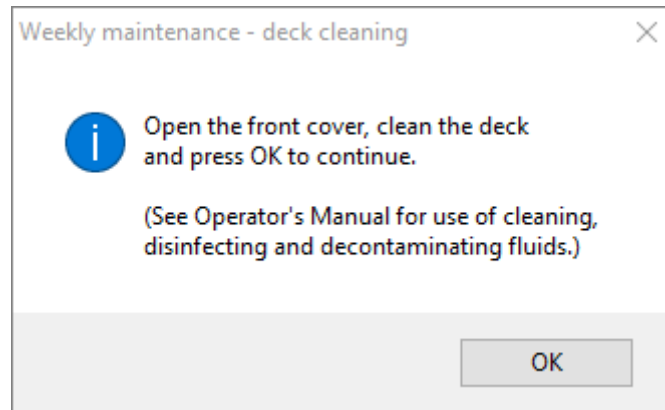 Weekly maintenance - deck cleaning
Open the front cover, clean the deck
and press OK to continue.
(See Operator's Manual for use of cleaning,
disinfecting and decontaminating fluids.)
OK